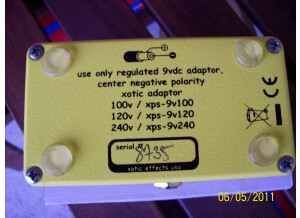 use only regulated 9vdc adaptor,
center negative polarity
xotic adaptor
100v / xps-9v100
120v / xps-9v120
240v / xps-9v240
serial
8735
xotic effects usa
06/05/2011